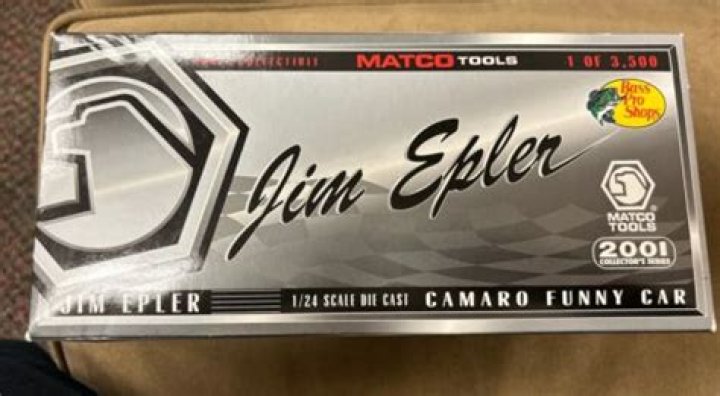 COLLECTIBLE MATCO TOOLS 1 OF 3,500
Bass
Pro
Shops
Jim Epler
MATCO
TOOLS
2001
COLLECTOR'S SERIES
JIM EPLER 1/24 SCALE DIE CAST CAMARO FUNNY CAR